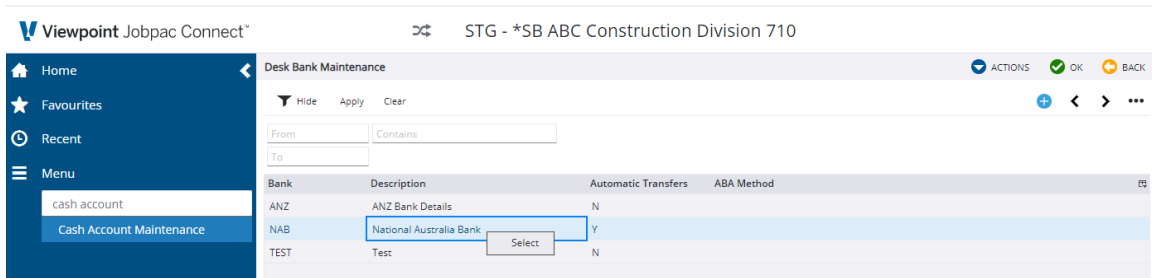 Viewpoint Jobpac Connect™ STG - *SB ABC Construction Division 710
Home
Favourites
Recent
Menu
cash account
Cash Account Maintenance
Desk Bank Maintenance ACTIONS OK BACK
Hide Apply Clear
From Contains
To
Bank Description Automatic Transfers ABA Method
ANZ ANZ Bank Details N
NAB National Australia Bank Y
Select
TEST Test N